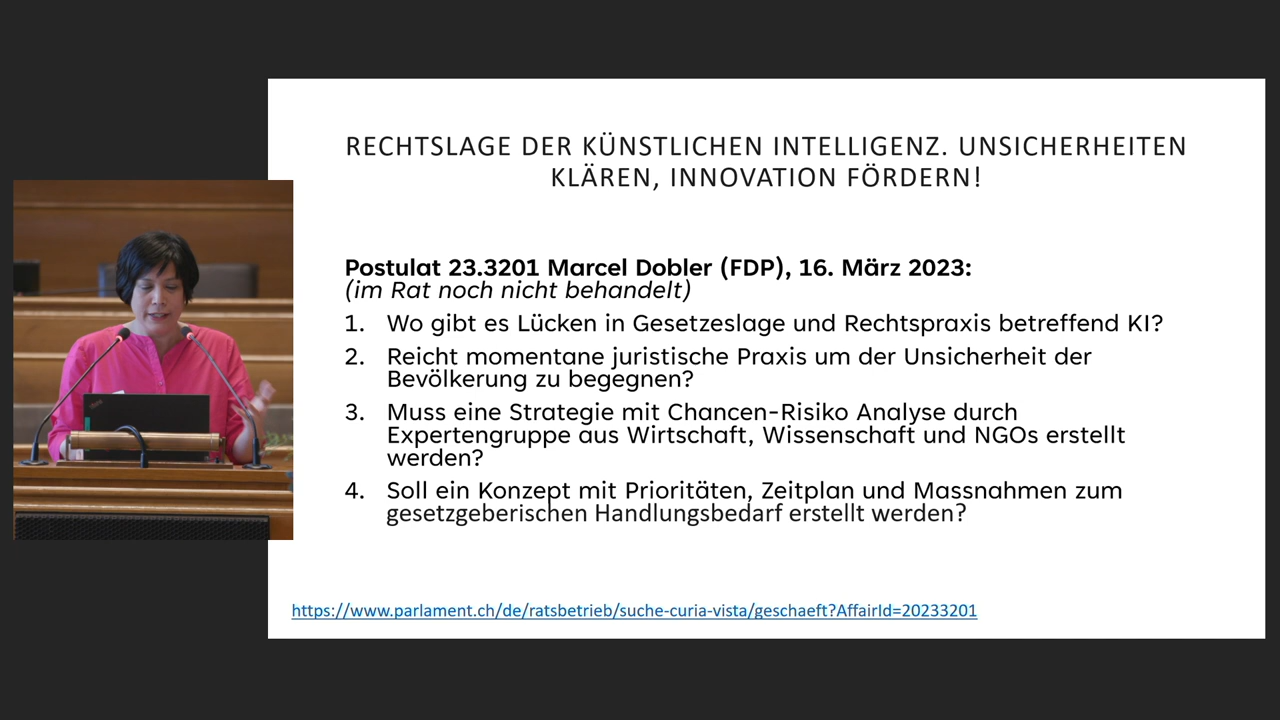 RECHTSLAGE DER KÜNSTLICHEN INTELLIGENZ. UNSICHERHEITEN
KLÄREN, INNOVATION FÖRDERN!
Postulat 23.3201 Marcel Dobler (FDP), 16. März 2023:
(im Rat noch nicht behandelt)
1. Wo gibt es Lücken in Gesetzeslage und Rechtspraxis betreffend KI?
2. Reicht momentane juristische Praxis um der Unsicherheit der
Bevölkerung zu begegnen?
3. Muss eine Strategie mit Chancen-Risiko Analyse durch
Expertengruppe aus Wirtschaft, Wissenschaft und NGOs erstellt
werden?
4. Soll ein Konzept mit Prioritäten, Zeitplan und Massnahmen zum
gesetzgeberischen Handlungsbedarf erstellt werden?
https://www.parlament.ch/de/ratsbetrieb/suche-curia-vista/geschaeft?AffairId=20233201